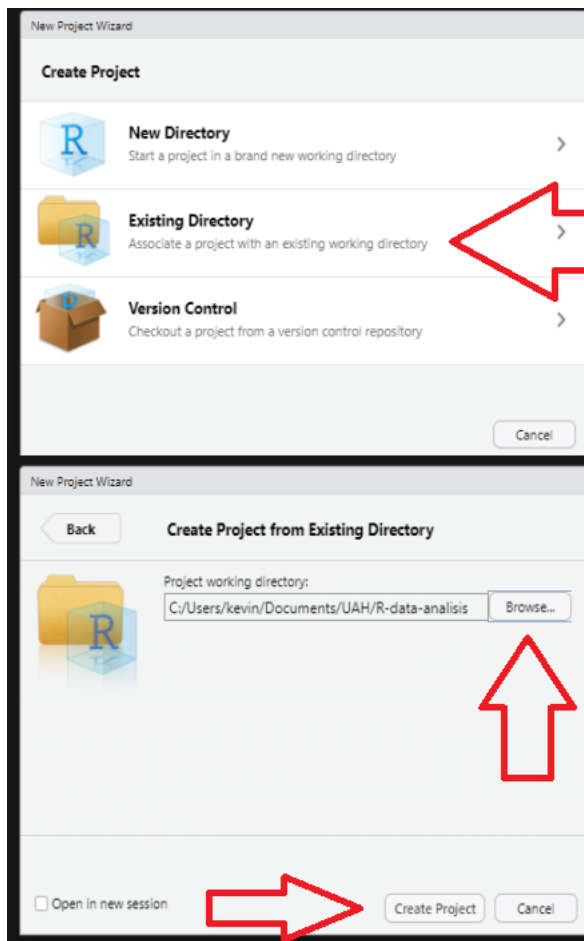 New Project Wizard
Create Project
New Directory
Start a project in a brand new working directory
Existing Directory
Associate a project with an existing working directory
Version Control
Checkout a project from a version control repository
Cancel
New Project Wizard
Back
Create Project from Existing Directory
Project working directory:
C:/Users/kevin/Documents/UAH/R-data-analisis
Browse...
Open in new session
Create Project
Cancel